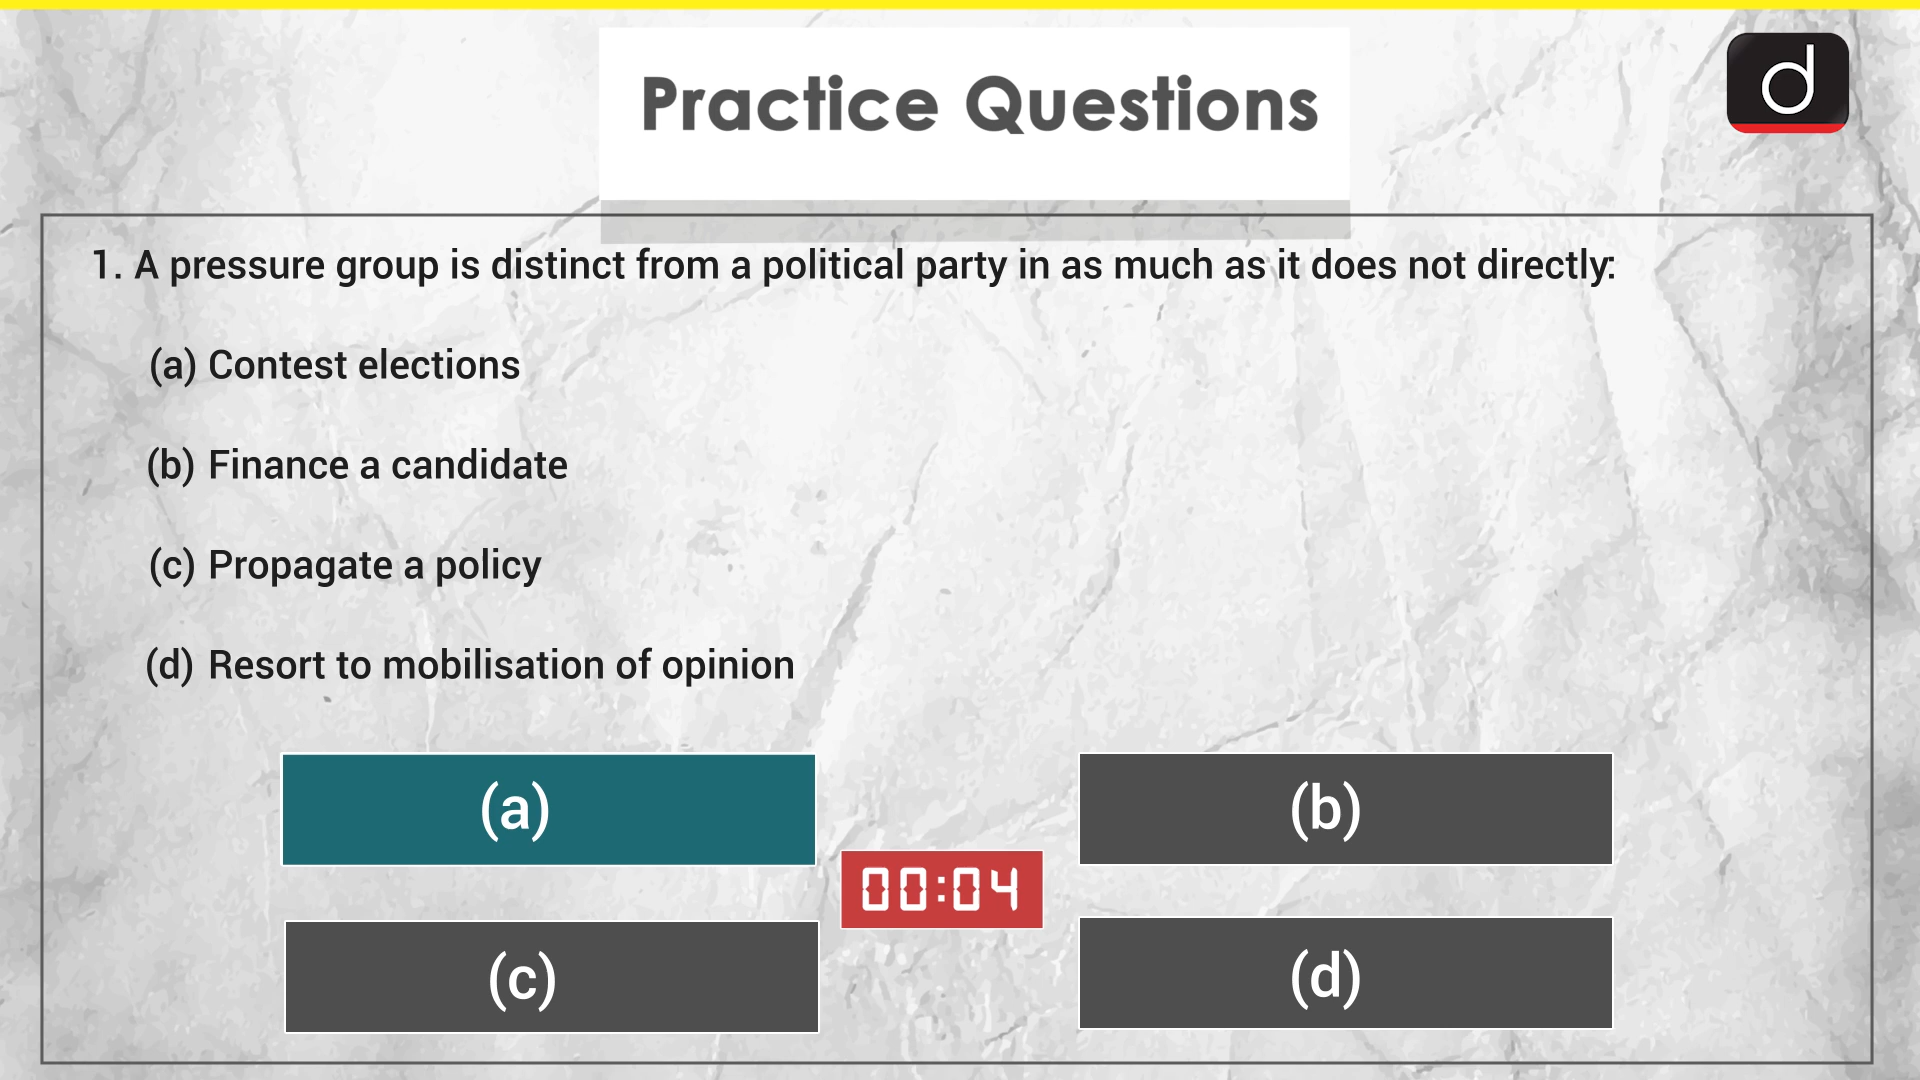 Practice Questions
d
1. A pressure group is distinct from a political party in as much as it does not directly:
(a) Contest elections
(b) Finance a candidate
(c) Propagate a policy
(d) Resort to mobilisation of opinion
(a)
(b)
00:04
(c)
(d)